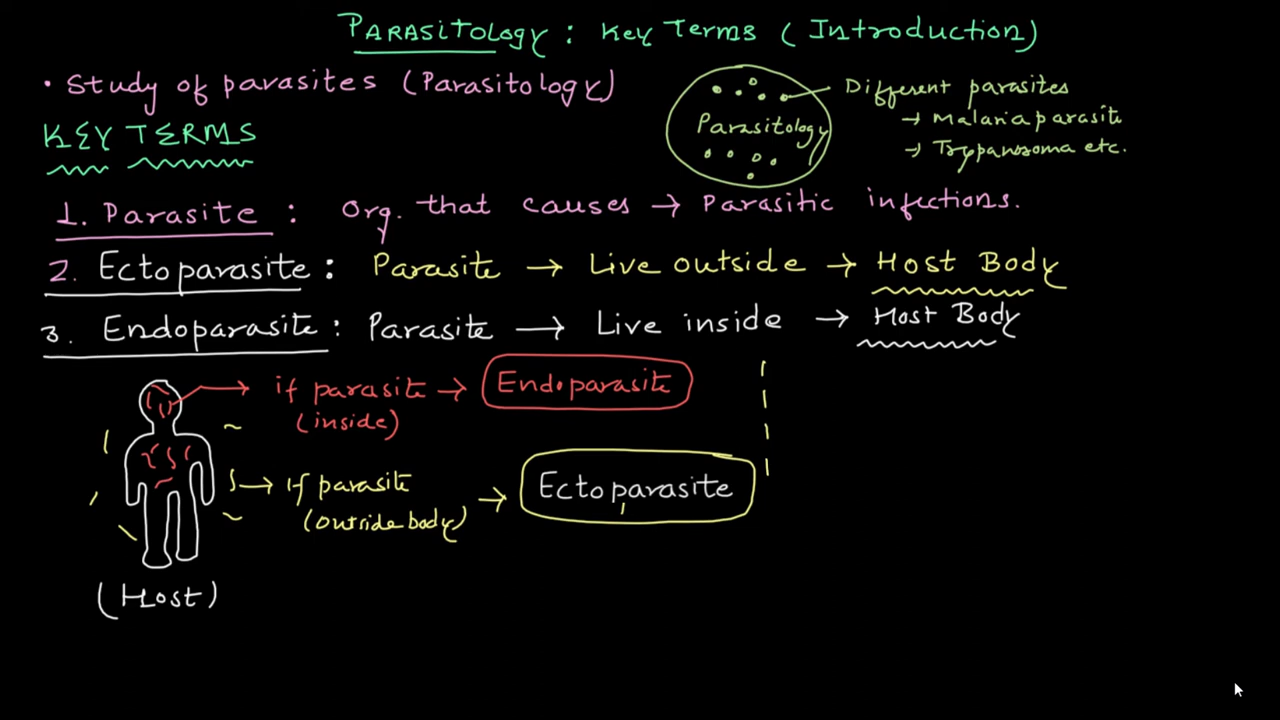 PARASITOLOGY : Key Terms (Introduction)
• Study of parasites (Parasitology)
KEY TERMS
Parasitology
Different parasites
→ Malaria parasite
→ Trypanosoma etc.
1. Parasite : Org. that causes → Parasitic infections.
2. Ectoparasite : Parasite → Live outside → Host Body
3. Endoparasite : Parasite → Live inside → Host Body
→ if parasite → Endoparasite
(inside)
→ if parasite → Ectoparasite
(outside body)
(Host)